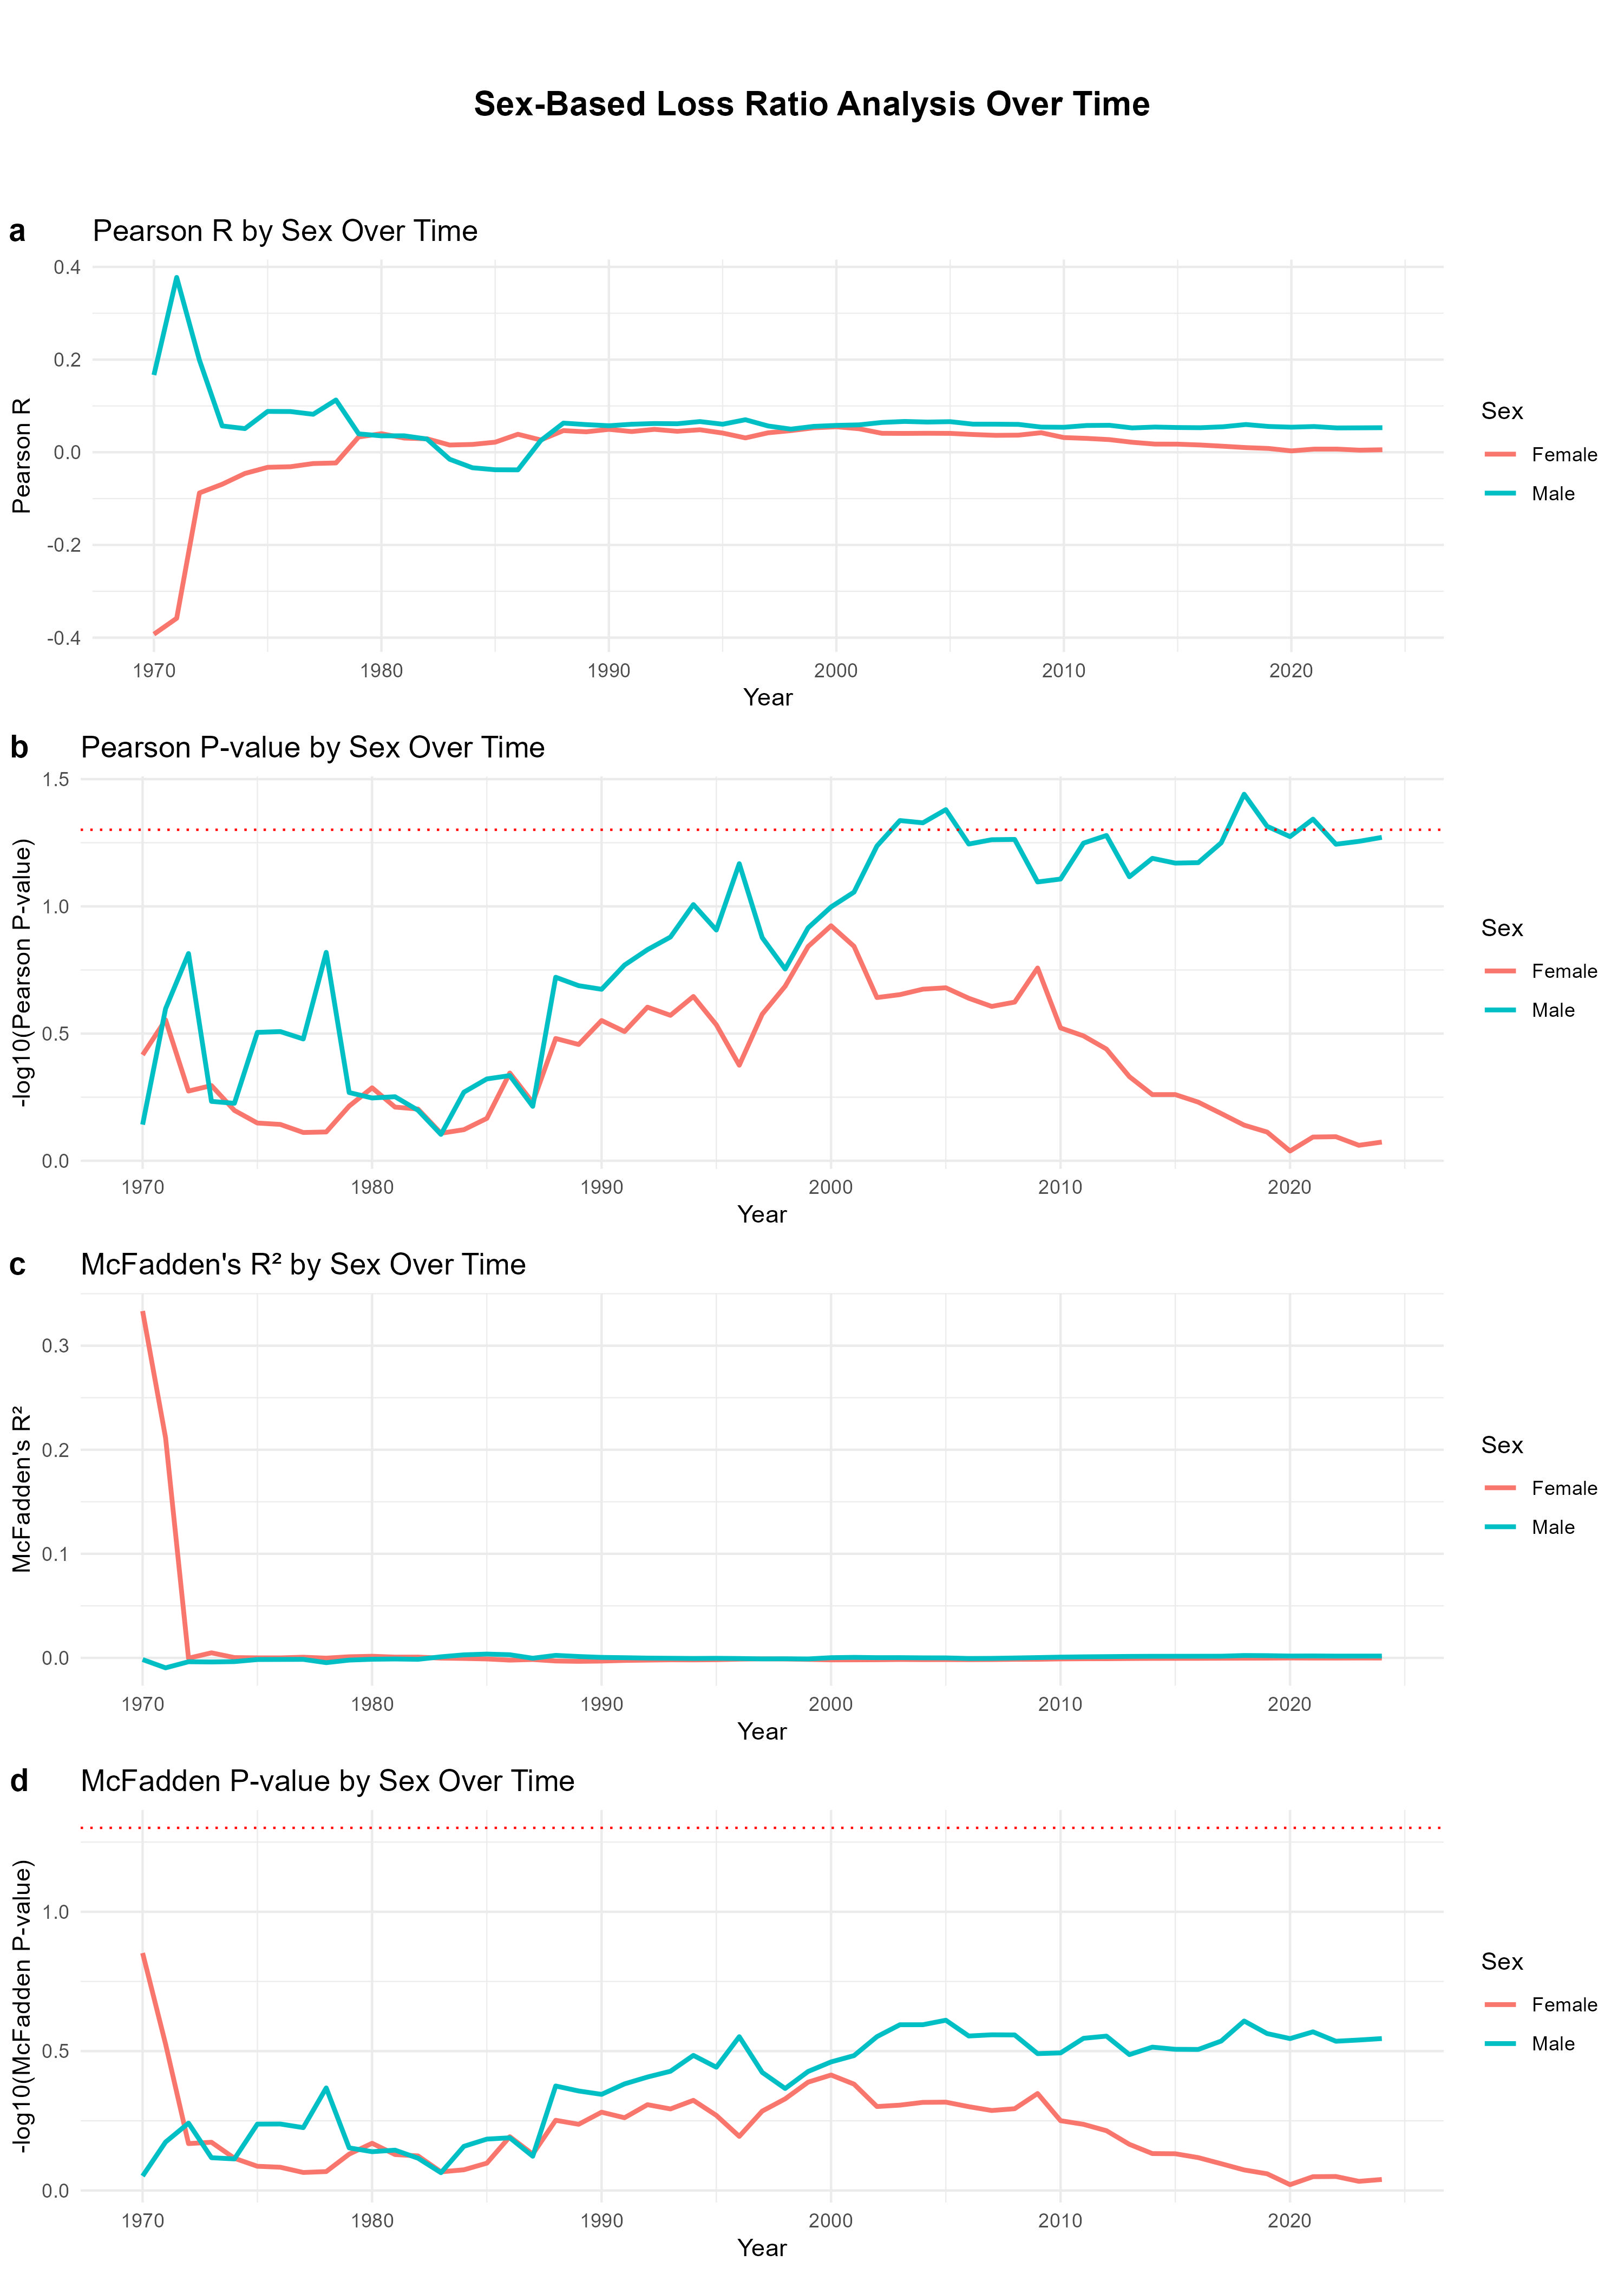 Sex-Based Loss Ratio Analysis Over Time
a
Pearson R by Sex Over Time
Pearson R
0.4
0.2
0.0
-0.2
-0.4
1970 1980 1990 2000 2010 2020
Year
Sex
Female
Male
b
Pearson P-value by Sex Over Time
-log10(Pearson P-value)
1.5
1.0
0.5
0.0
1970 1980 1990 2000 2010 2020
Year
Sex
Female
Male
c
McFadden's R² by Sex Over Time
McFadden's R²
0.3
0.2
0.1
0.0
1970 1980 1990 2000 2010 2020
Year
Sex
Female
Male
d
McFadden P-value by Sex Over Time
-log10(McFadden P-value)
1.0
0.5
0.0
1970 1980 1990 2000 2010 2020
Year
Sex
Female
Male